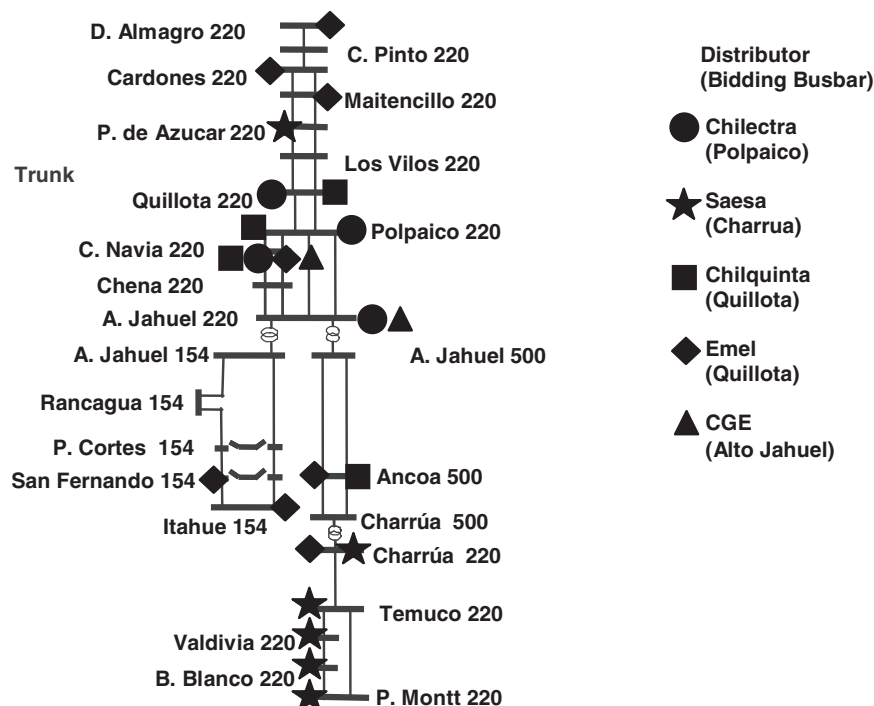 D. Almagro 220
C. Pinto 220
Cardones 220
Maitencillo 220
P. de Azucar 220
Los Vilos 220
Trunk
Quillota 220
Polpaico 220
C. Navia 220
Chena 220
A. Jahuel 220
A. Jahuel 154
A. Jahuel 500
Rancagua 154
P. Cortes 154
San Fernando 154
Ancoa 500
Itahue 154
Charrúa 500
Charrúa 220
Temuco 220
Valdivia 220
B. Blanco 220
P. Montt 220
Distributor
(Bidding Busbar)
Chilectra
(Polpaico)
Saesa
(Charrua)
Chilquinta
(Quillota)
Emel
(Quillota)
CGE
(Alto Jahuel)